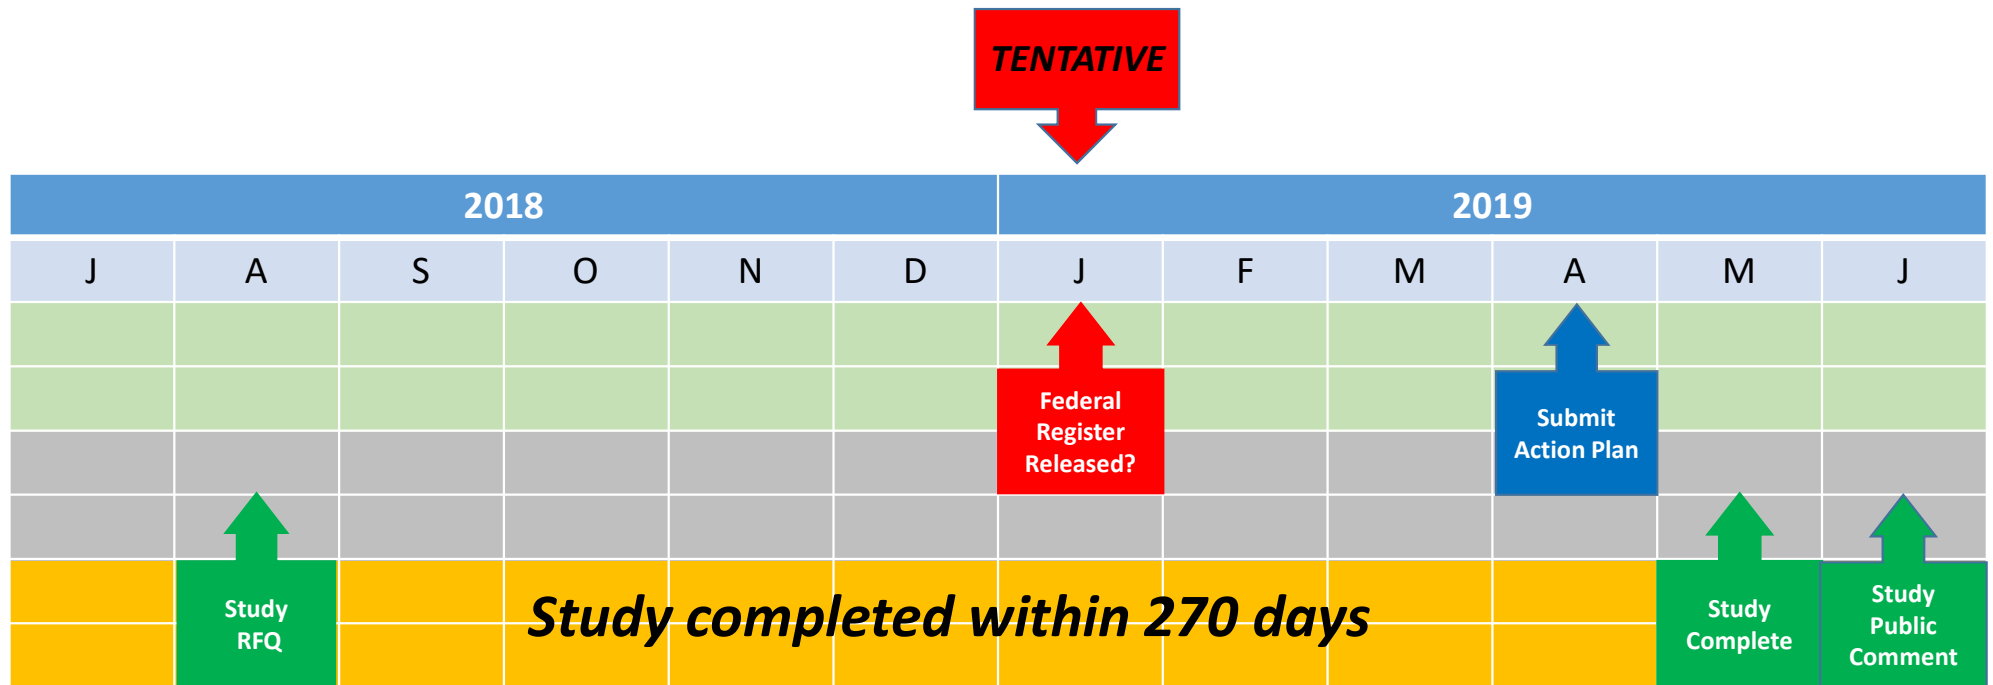 TENTATIVE
2018 2019
J A S O N D J F M A M J
Federal
Register
Released?
Submit
Action Plan
Study
RFQ
Study completed within 270 days
Study
Complete
Study
Public
Comment